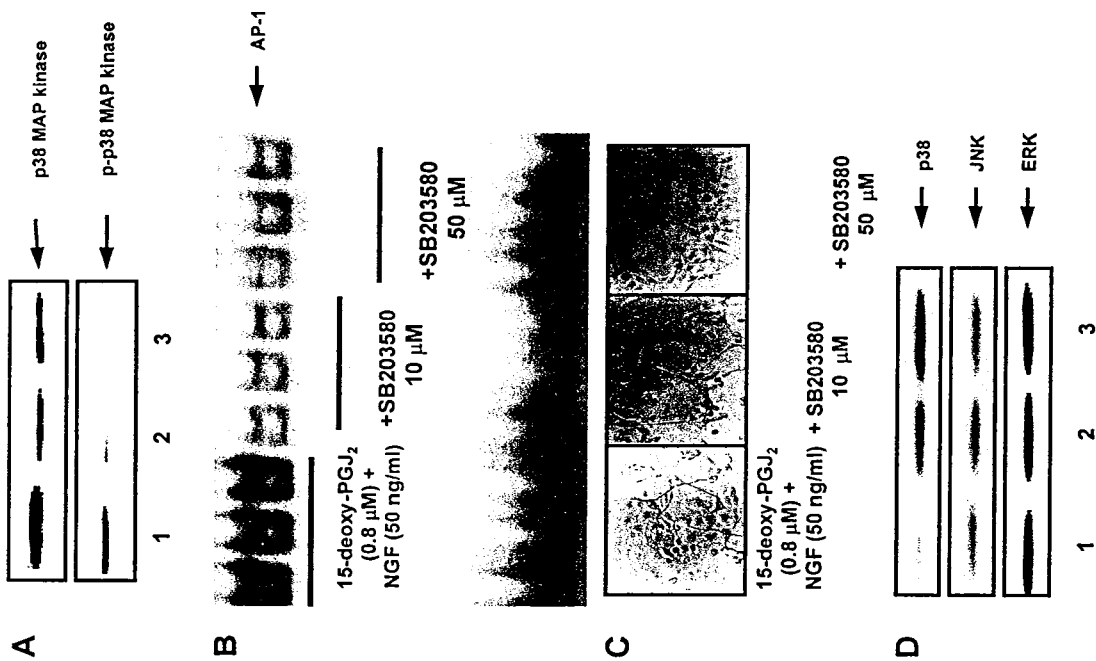 A
p38 MAP kinase
p-p38 MAP kinase
1 2 3
B
AP-1
15-deoxy-PGJ₂
(0.8 μM) +
NGF (50 ng/ml)
+SB203580
10 μM
+SB203580
50 μM
C
15-deoxy-PGJ₂
(0.8 μM) +
NGF (50 ng/ml)
+ SB203580
10 μM
+ SB203580
50 μM
D
p38
JNK
ERK
1 2 3